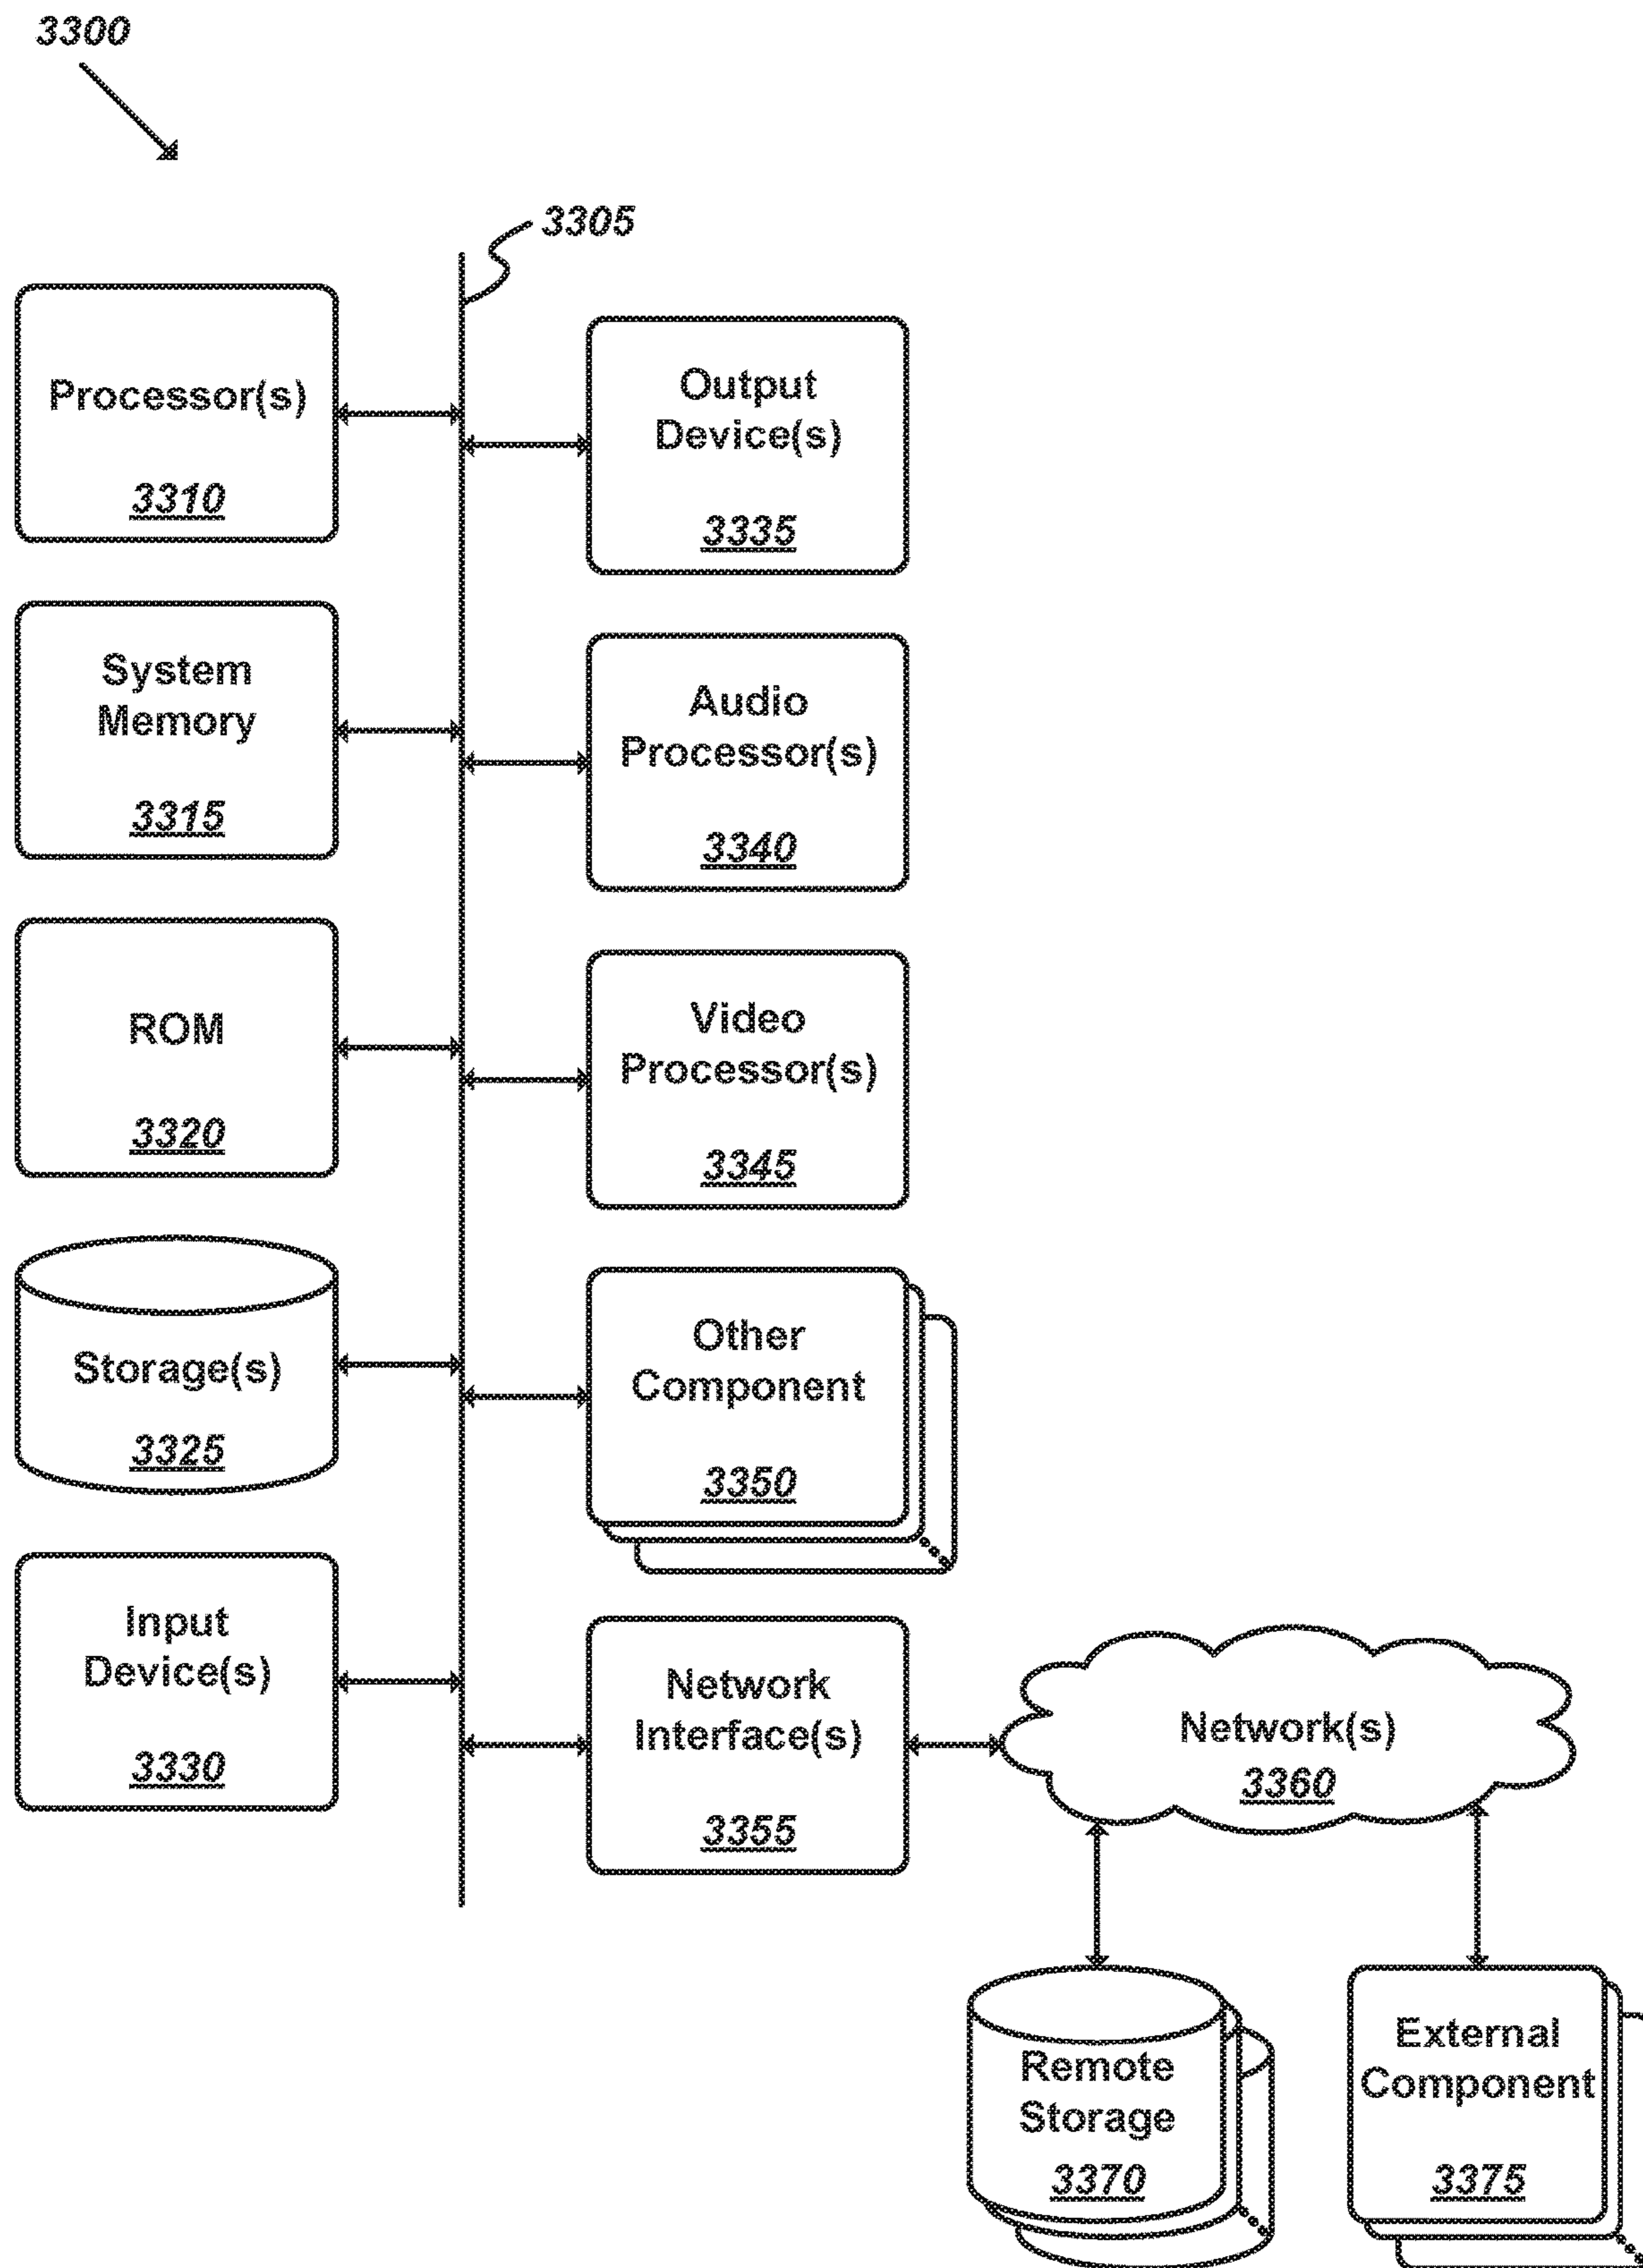 3300
3305
Processor(s)
3310
Output
Device(s)
3335
System
Memory
3315
Audio
Processor(s)
3340
ROM
3320
Video
Processor(s)
3345
Storage(s)
3325
Other
Component
3350
Input
Device(s)
3330
Network
Interface(s)
3355
Network(s)
3360
Remote
Storage
3370
External
Component
3375